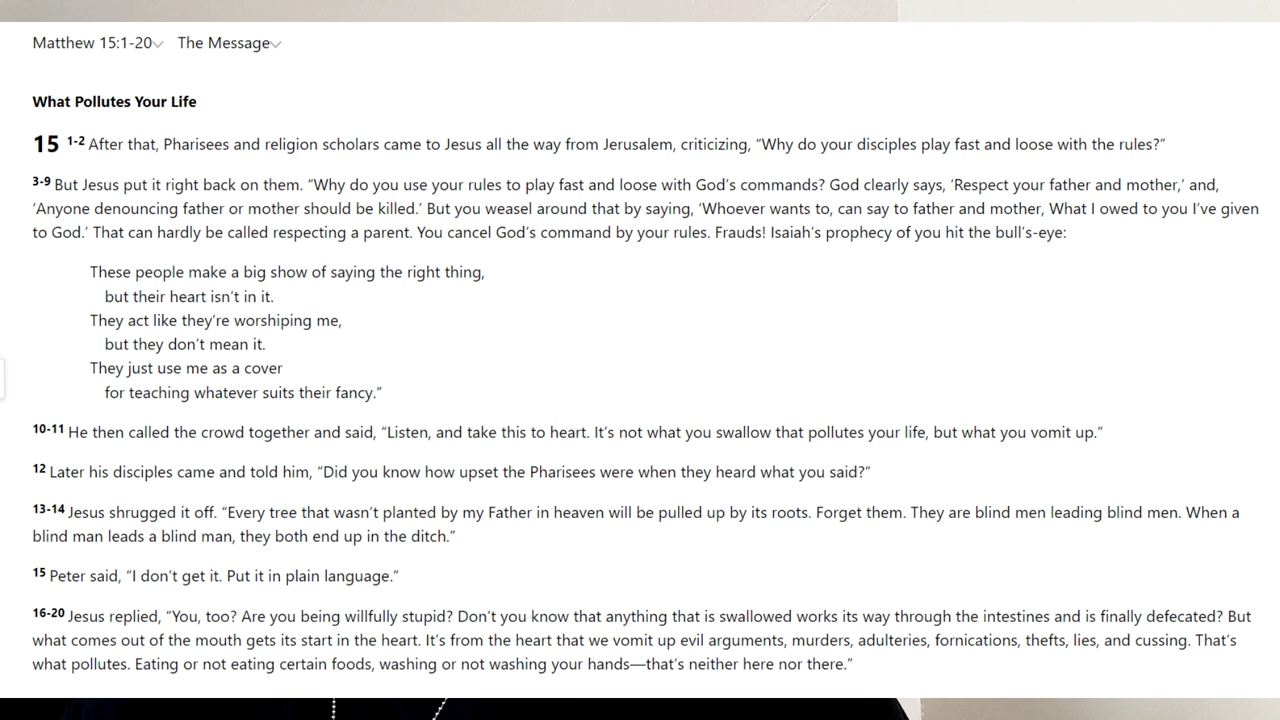 Matthew 15:1-20 The Message
What Pollutes Your Life
15 1-2 After that, Pharisees and religion scholars came to Jesus all the way from Jerusalem, criticizing, “Why do your disciples play fast and loose with the rules?”
3-9 But Jesus put it right back on them. “Why do you use your rules to play fast and loose with God’s commands? God clearly says, ‘Respect your father and mother,’ and,
‘Anyone denouncing father or mother should be killed.’ But you weasel around that by saying, ‘Whoever wants to, can say to father and mother, What I owed to you I’ve given
to God.’ That can hardly be called respecting a parent. You cancel God’s command by your rules. Frauds! Isaiah’s prophecy of you hit the bull’s-eye:
These people make a big show of saying the right thing,
but their heart isn’t in it.
They act like they’re worshiping me,
but they don’t mean it.
They just use me as a cover
for teaching whatever suits their fancy.”
10-11 He then called the crowd together and said, “Listen, and take this to heart. It’s not what you swallow that pollutes your life, but what you vomit up.”
12 Later his disciples came and told him, “Did you know how upset the Pharisees were when they heard what you said?”
13-14 Jesus shrugged it off. “Every tree that wasn’t planted by my Father in heaven will be pulled up by its roots. Forget them. They are blind men leading blind men. When a
blind man leads a blind man, they both end up in the ditch.”
15 Peter said, “I don’t get it. Put it in plain language.”
16-20 Jesus replied, “You, too? Are you being willfully stupid? Don’t you know that anything that is swallowed works its way through the intestines and is finally defecated? But
what comes out of the mouth gets its start in the heart. It’s from the heart that we vomit up evil arguments, murders, adulteries, fornications, thefts, lies, and cussing. That’s
what pollutes. Eating or not eating certain foods, washing or not washing your hands—that’s neither here nor there.”